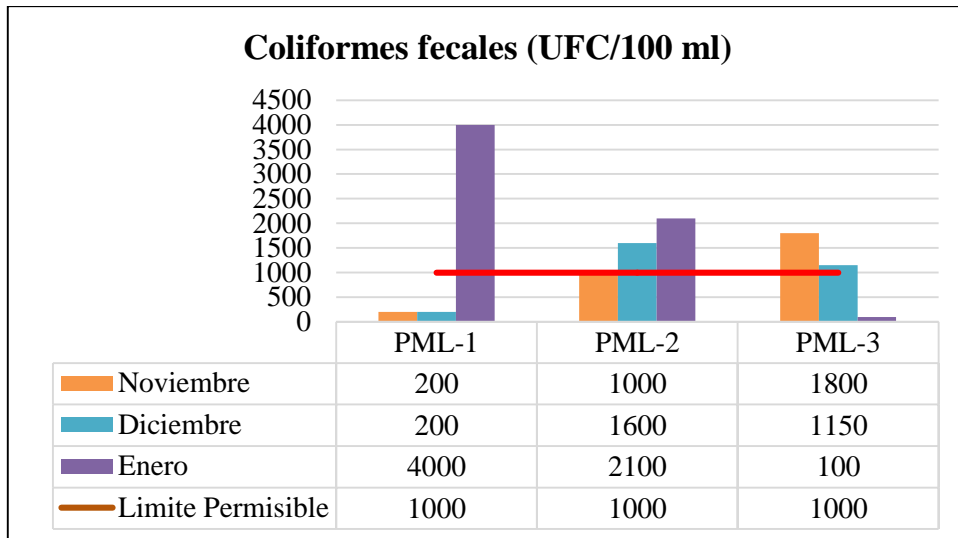 Coliformes fecales (UFC/100 ml)
4500
4000
3500
3000
2500
2000
1500
1000
500
0
PML-1 PML-2 PML-3
Noviembre 200 1000 1800
Diciembre 200 1600 1150
Enero 4000 2100 100
Limite Permisible 1000 1000 1000